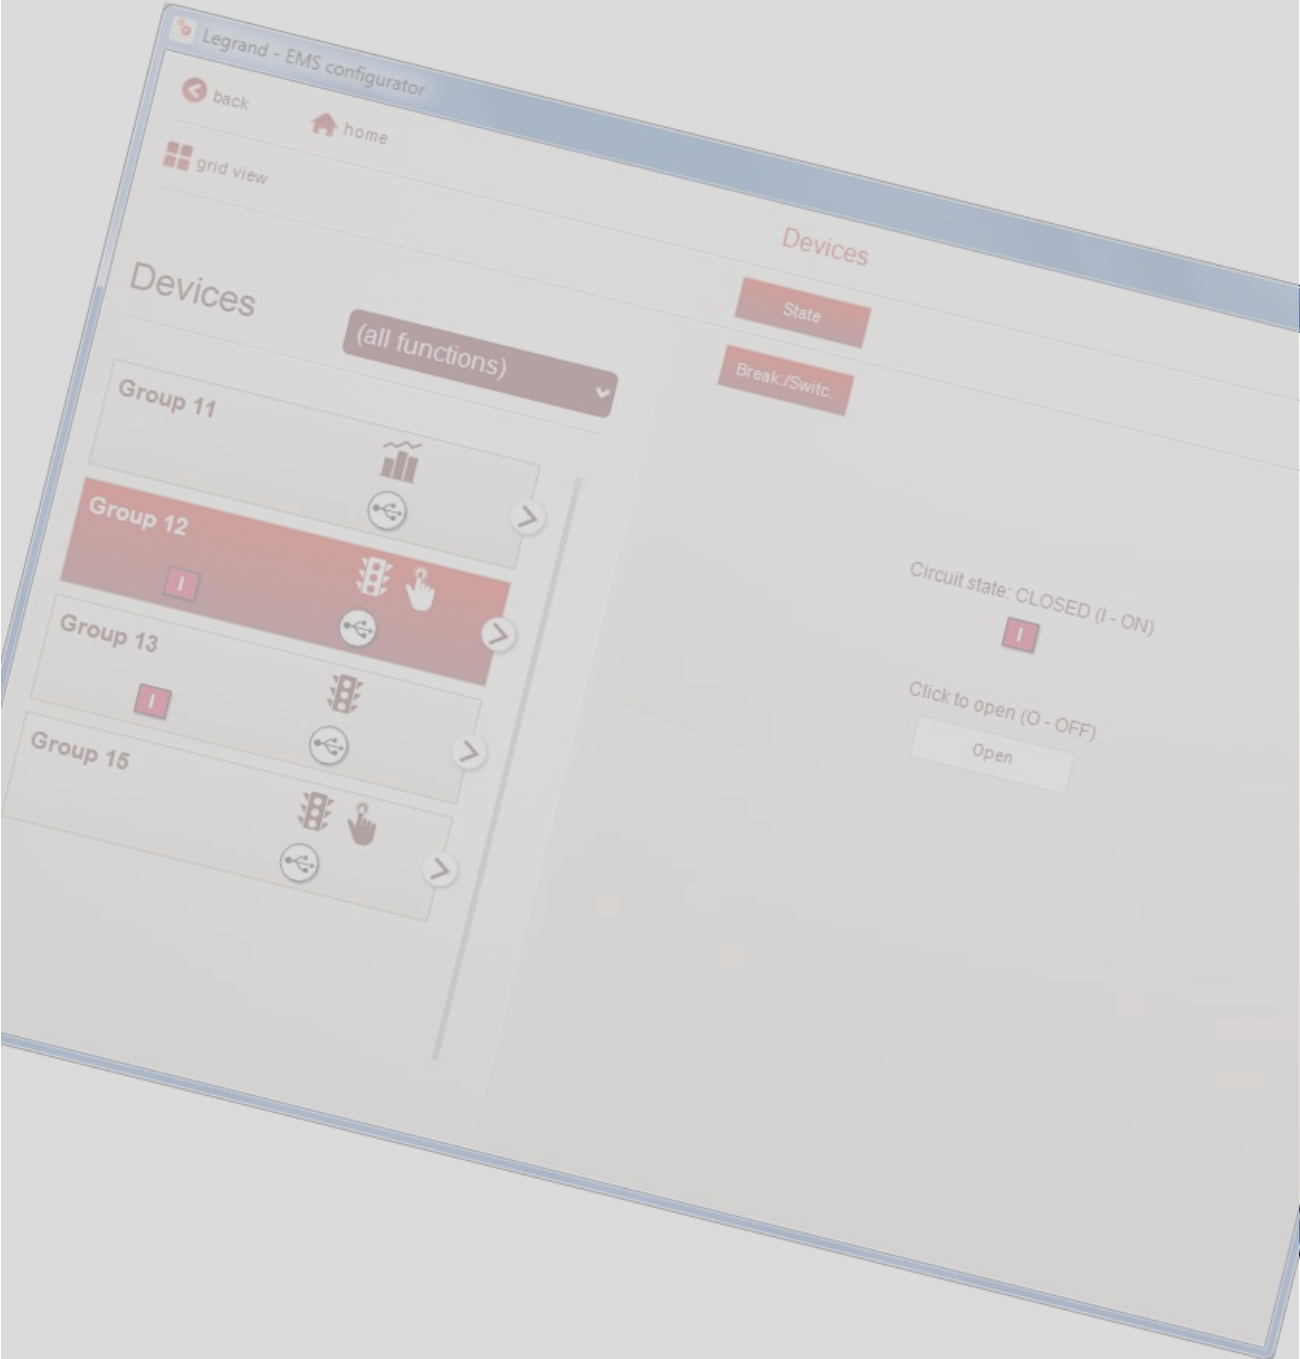 Legrand - EMS configurator
back
home
grid view
Devices
Devices
State
(all functions)
Break./Switc.
Group 11
Group 12
I
Group 13
I
Group 15
Circuit state: CLOSED (I - ON)
I
Click to open (O - OFF)
Open